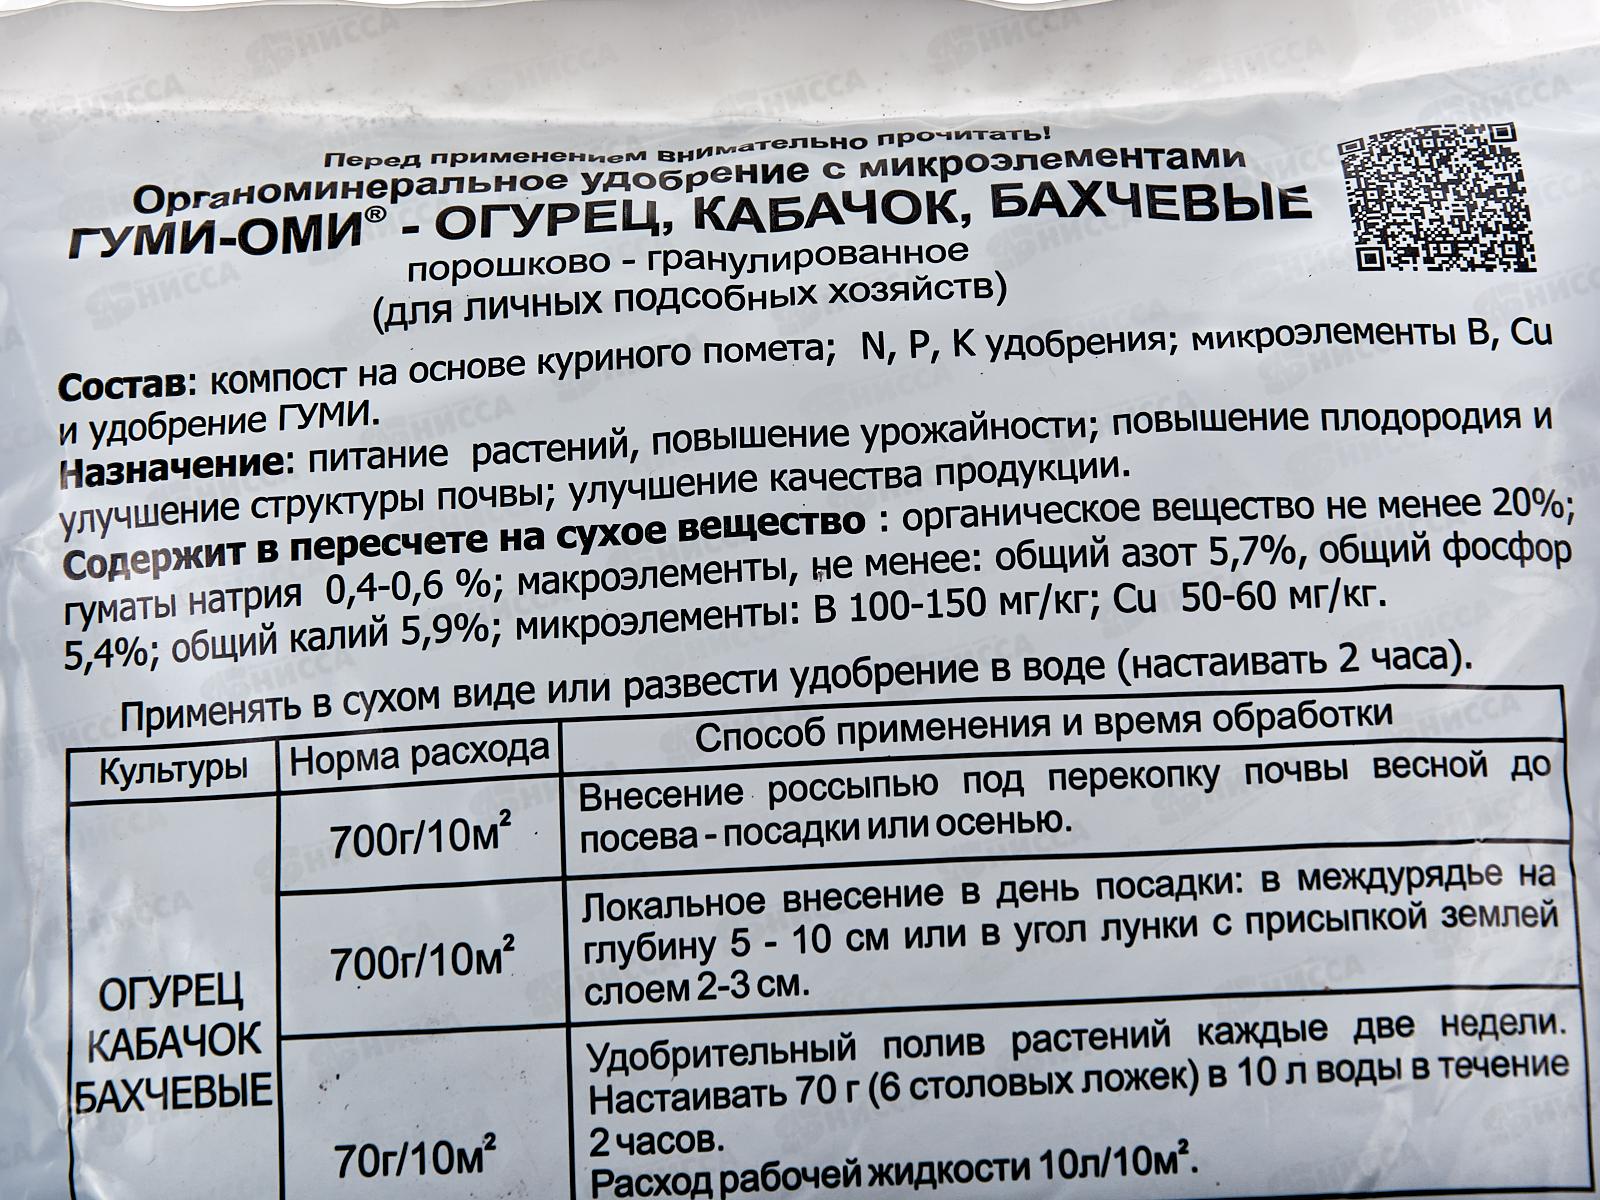 Перед применением внимательно прочитать!
Органоминеральное удобрение с микроэлементами
ГУМИ-ОМИ® - ОГУРЕЦ, КАБАЧОК, БАХЧЕВЫЕ
порошково - гранулированное
(для личных подсобных хозяйств)
Состав: компост на основе куриного помета; N, P, K удобрения; микроэлементы В, Cu
и удобрение ГУМИ.
Назначение: питание растений, повышение урожайности; повышение плодородия и
улучшение структуры почвы; улучшение качества продукции.
Содержит в пересчете на сухое вещество : органическое вещество не менее 20%;
гуматы натрия 0,4-0,6 %; макроэлементы, не менее: общий азот 5,7%, общий фосфор
5,4%; общий калий 5,9%; микроэлементы: В 100-150 мг/кг; Cu 50-60 мг/кг.
Применять в сухом виде или развести удобрение в воде (настаивать 2 часа).
Культуры Норма расхода Способ применения и время обработки
700г/10м² Внесение россыпью под перекопку почвы весной до
посева - посадки или осенью.
700г/10м² Локальное внесение в день посадки: в междурядье на
глубину 5 - 10 см или в угол лунки с присыпкой землей
слоем 2-3 см.
ОГУРЕЦ
КАБАЧОК
БАХЧЕВЫЕ
70г/10м² Удобрительный полив растений каждые две недели.
Настаивать 70 г (6 столовых ложек) в 10 л воды в течение
2 часов.
Расход рабочей жидкости 10л/10м².
НИССА